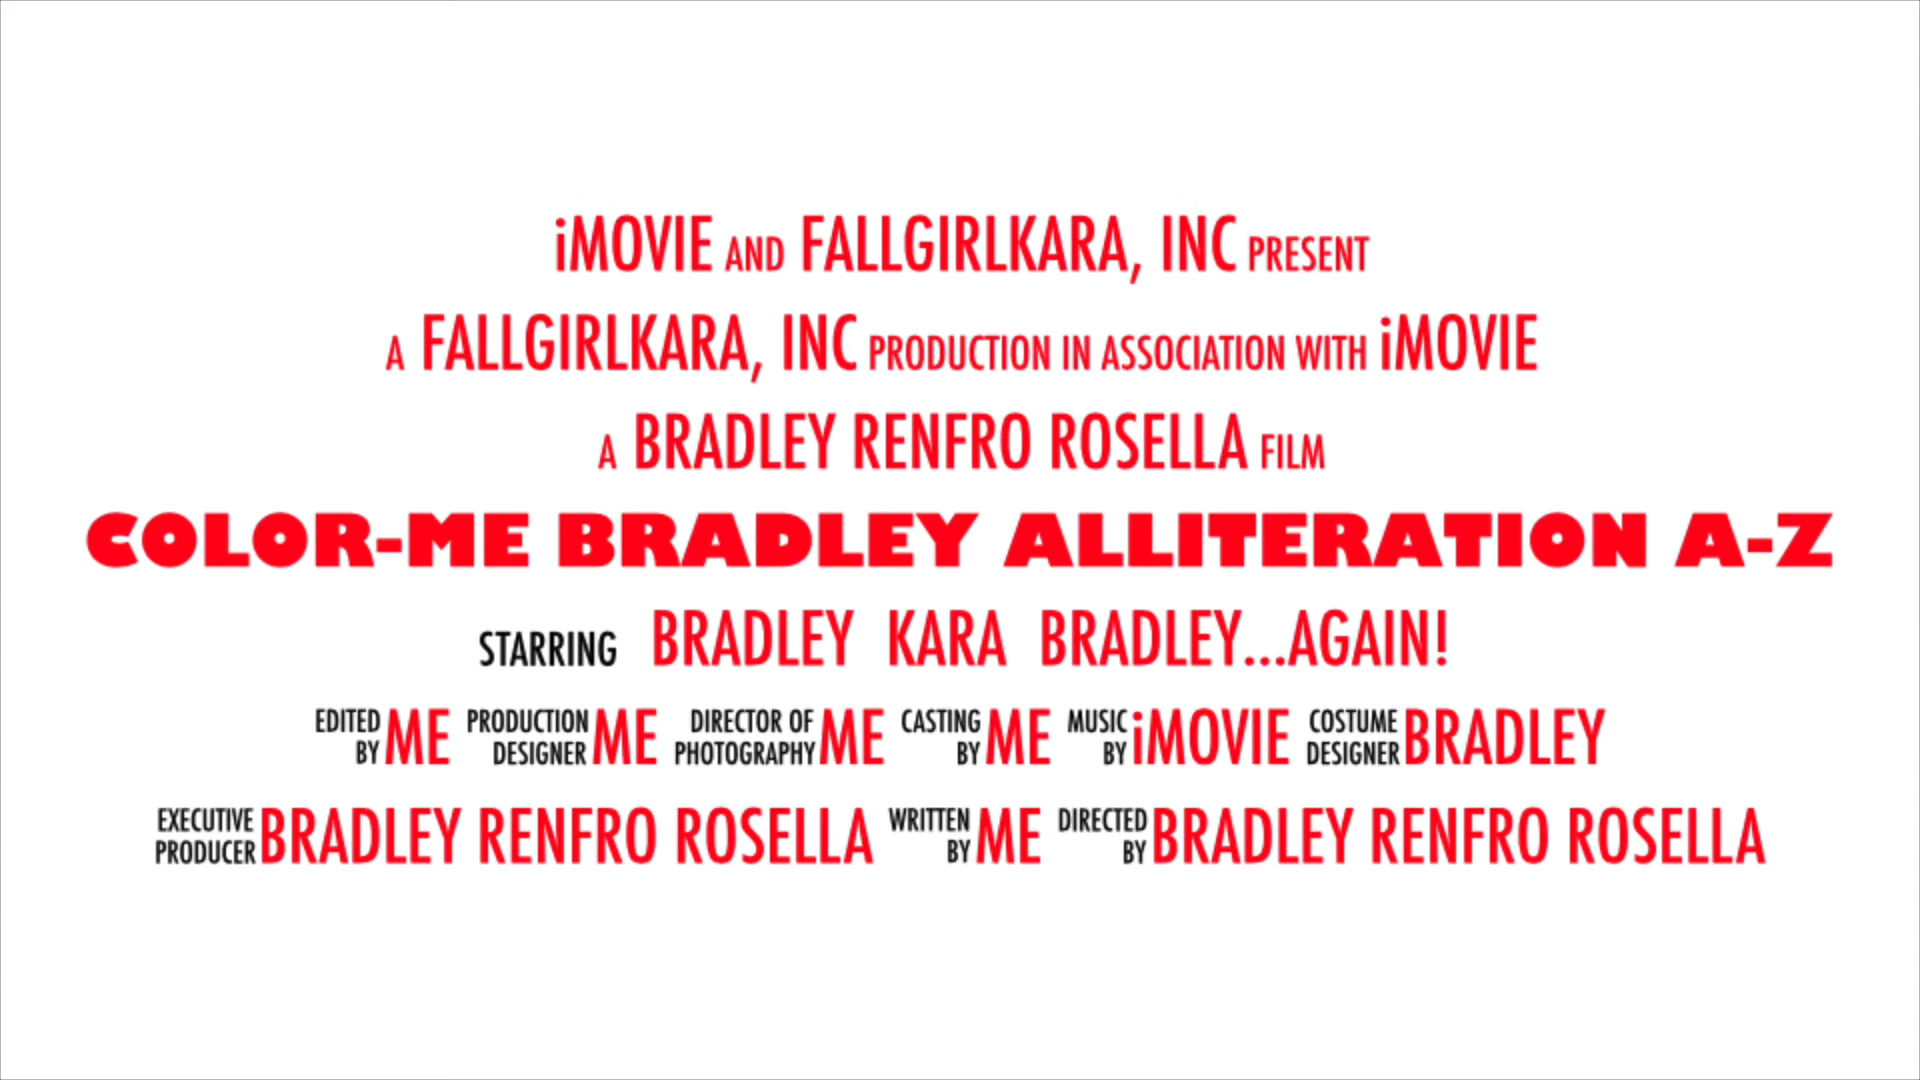 iMOVIE AND FALLGIRLKARA, INC PRESENT
A FALLGIRLKARA, INC PRODUCTION IN ASSOCIATION WITH iMOVIE
A BRADLEY RENFRO ROSELLA FILM
COLOR-ME BRADLEY ALLITERATION A-Z
STARRING BRADLEY KARA BRADLEY...AGAIN!
EDITED BY ME PRODUCTION DESIGNER ME DIRECTOR OF PHOTOGRAPHY ME CASTING BY ME MUSIC BY iMOVIE COSTUME DESIGNER BRADLEY
EXECUTIVE PRODUCER BRADLEY RENFRO ROSELLA WRITTEN BY ME DIRECTED BY BRADLEY RENFRO ROSELLA